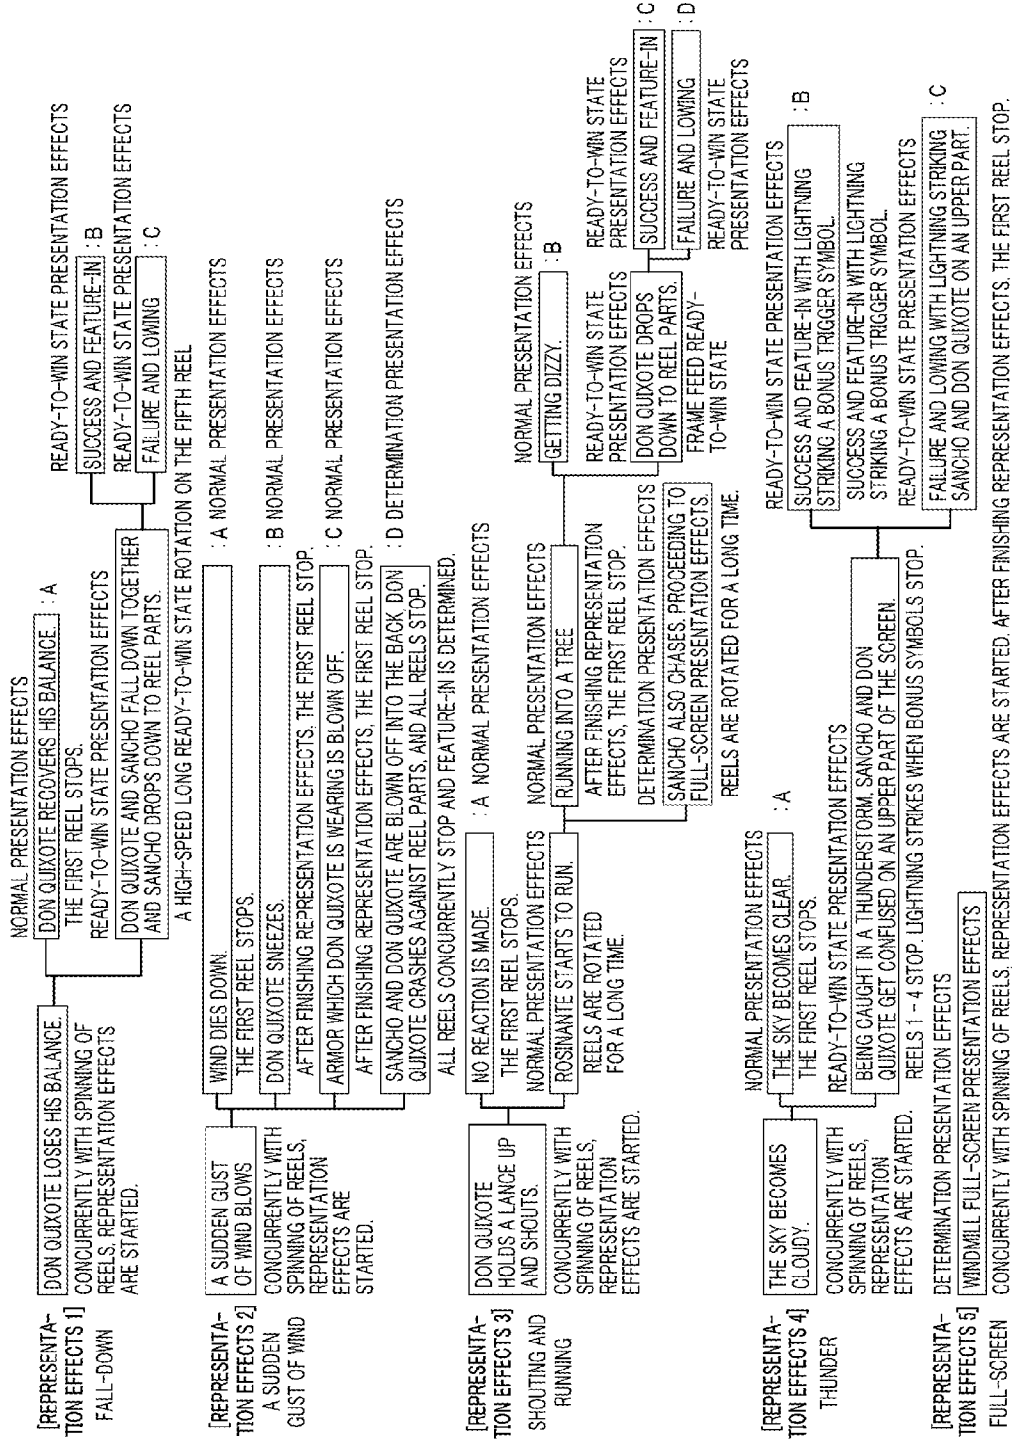 [REPRESENTA-
TION EFFECTS 1]
FALL-DOWN
DON QUIXOTE LOSES HIS BALANCE.
CONCURRENTLY WITH SPINNING OF
REELS, REPRESENTATION EFFECTS
ARE STARTED.
NORMAL PRESENTATION EFFECTS
DON QUIXOTE RECOVERS HIS BALANCE. : A
THE FIRST REEL STOPS.
READY-TO-WIN STATE PRESENTATION EFFECTS
DON QUIXOTE AND SANCHO FALL DOWN TOGETHER
AND SANCHO DROPS DOWN TO REEL PARTS.
A HIGH-SPEED LONG READY-TO-WIN STATE ROTATION ON THE FIFTH REEL
READY-TO-WIN STATE PRESENTATION EFFECTS
SUCCESS AND FEATURE-IN : B
READY-TO-WIN STATE PRESENTATION EFFECTS
FAILURE AND LOWING : C
[REPRESENTA-
TION EFFECTS 2]
A SUDDEN
GUST OF WIND
A SUDDEN GUST
OF WIND BLOWS
CONCURRENTLY WITH
SPINNING OF REELS,
REPRESENTATION
EFFECTS ARE
STARTED.
WIND DIES DOWN. : A NORMAL PRESENTATION EFFECTS
THE FIRST REEL STOPS.
DON QUIXOTE SNEEZES. : B NORMAL PRESENTATION EFFECTS
AFTER FINISHING REPRESENTATION EFFECTS, THE FIRST REEL STOP.
ARMOR WHICH DON QUIXOTE IS WEARING IS BLOWN OFF. : C NORMAL PRESENTATION EFFECTS
AFTER FINISHING REPRESENTATION EFFECTS, THE FIRST REEL STOP.
SANCHO AND DON QUIXOTE ARE BLOWN OFF INTO THE BACK, DON
QUIXOTE CRASHES AGAINST REEL PARTS, AND ALL REELS STOP. : D DETERMINATION PRESENTATION EFFECTS
ALL REELS CONCURRENTLY STOP AND FEATURE-IN IS DETERMINED.
[REPRESENTA-
TION EFFECTS 3]
SHOUTING AND
RUNNING
DON QUIXOTE
HOLDS A LANCE UP
AND SHOUTS.
CONCURRENTLY WITH
SPINNING OF REELS,
REPRESENTATION
EFFECTS ARE STARTED.
NO REACTION IS MADE. : A NORMAL PRESENTATION EFFECTS
THE FIRST REEL STOPS.
NORMAL PRESENTATION EFFECTS
ROSINANTE STARTS TO RUN.
REELS ARE ROTATED
FOR A LONG TIME.
NORMAL PRESENTATION EFFECTS
RUNNING INTO A TREE
AFTER FINISHING REPRESENTATION
EFFECTS, THE FIRST REEL STOP.
DETERMINATION PRESENTATION EFFECTS
SANCHO ALSO CHASES, PROCEEDING TO
FULL-SCREEN PRESENTATION EFFECTS.
REELS ARE ROTATED FOR A LONG TIME.
NORMAL PRESENTATION EFFECTS
GETTING DIZZY. : B
READY-TO-WIN STATE
PRESENTATION EFFECTS
DON QUIXOTE DROPS
DOWN TO REEL PARTS.
FRAME FEED READY-
TO-WIN STATE
READY-TO-WIN STATE
PRESENTATION EFFECTS
SUCCESS AND FEATURE-IN : C
FAILURE AND LOWING : D
READY-TO-WIN STATE
PRESENTATION EFFECTS
[REPRESENTA-
TION EFFECTS 4]
THUNDER
THE SKY BECOMES
CLOUDY.
CONCURRENTLY WITH
SPINNING OF REELS,
REPRESENTATION
EFFECTS ARE STARTED.
NORMAL PRESENTATION EFFECTS
THE SKY BECOMES CLEAR. : A
THE FIRST REEL STOPS.
READY-TO-WIN STATE PRESENTATION EFFECTS
BEING CAUGHT IN A THUNDERSTORM, SANCHO AND DON
QUIXOTE GET CONFUSED ON AN UPPER PART OF THE SCREEN.
REELS 1 - 4 STOP, LIGHTNING STRIKES WHEN BONUS SYMBOLS STOP.
READY-TO-WIN STATE PRESENTATION EFFECTS
SUCCESS AND FEATURE-IN WITH LIGHTNING
STRIKING A BONUS TRIGGER SYMBOL. : B
SUCCESS AND FEATURE-IN WITH LIGHTNING
STRIKING A BONUS TRIGGER SYMBOL.
READY-TO-WIN STATE PRESENTATION EFFECTS
FAILURE AND LOWING WITH LIGHTNING STRIKING : C
SANCHO AND DON QUIXOTE ON AN UPPER PART.
[REPRESENTA-
TION EFFECTS 5]
FULL-SCREEN
DETERMINATION PRESENTATION EFFECTS
WINDMILL FULL-SCREEN PRESENTATION EFFECTS
CONCURRENTLY WITH SPINNING OF REELS, REPRESENTATION EFFECTS ARE STARTED. AFTER FINISHING REPRESENTATION EFFECTS, THE FIRST REEL STOP.